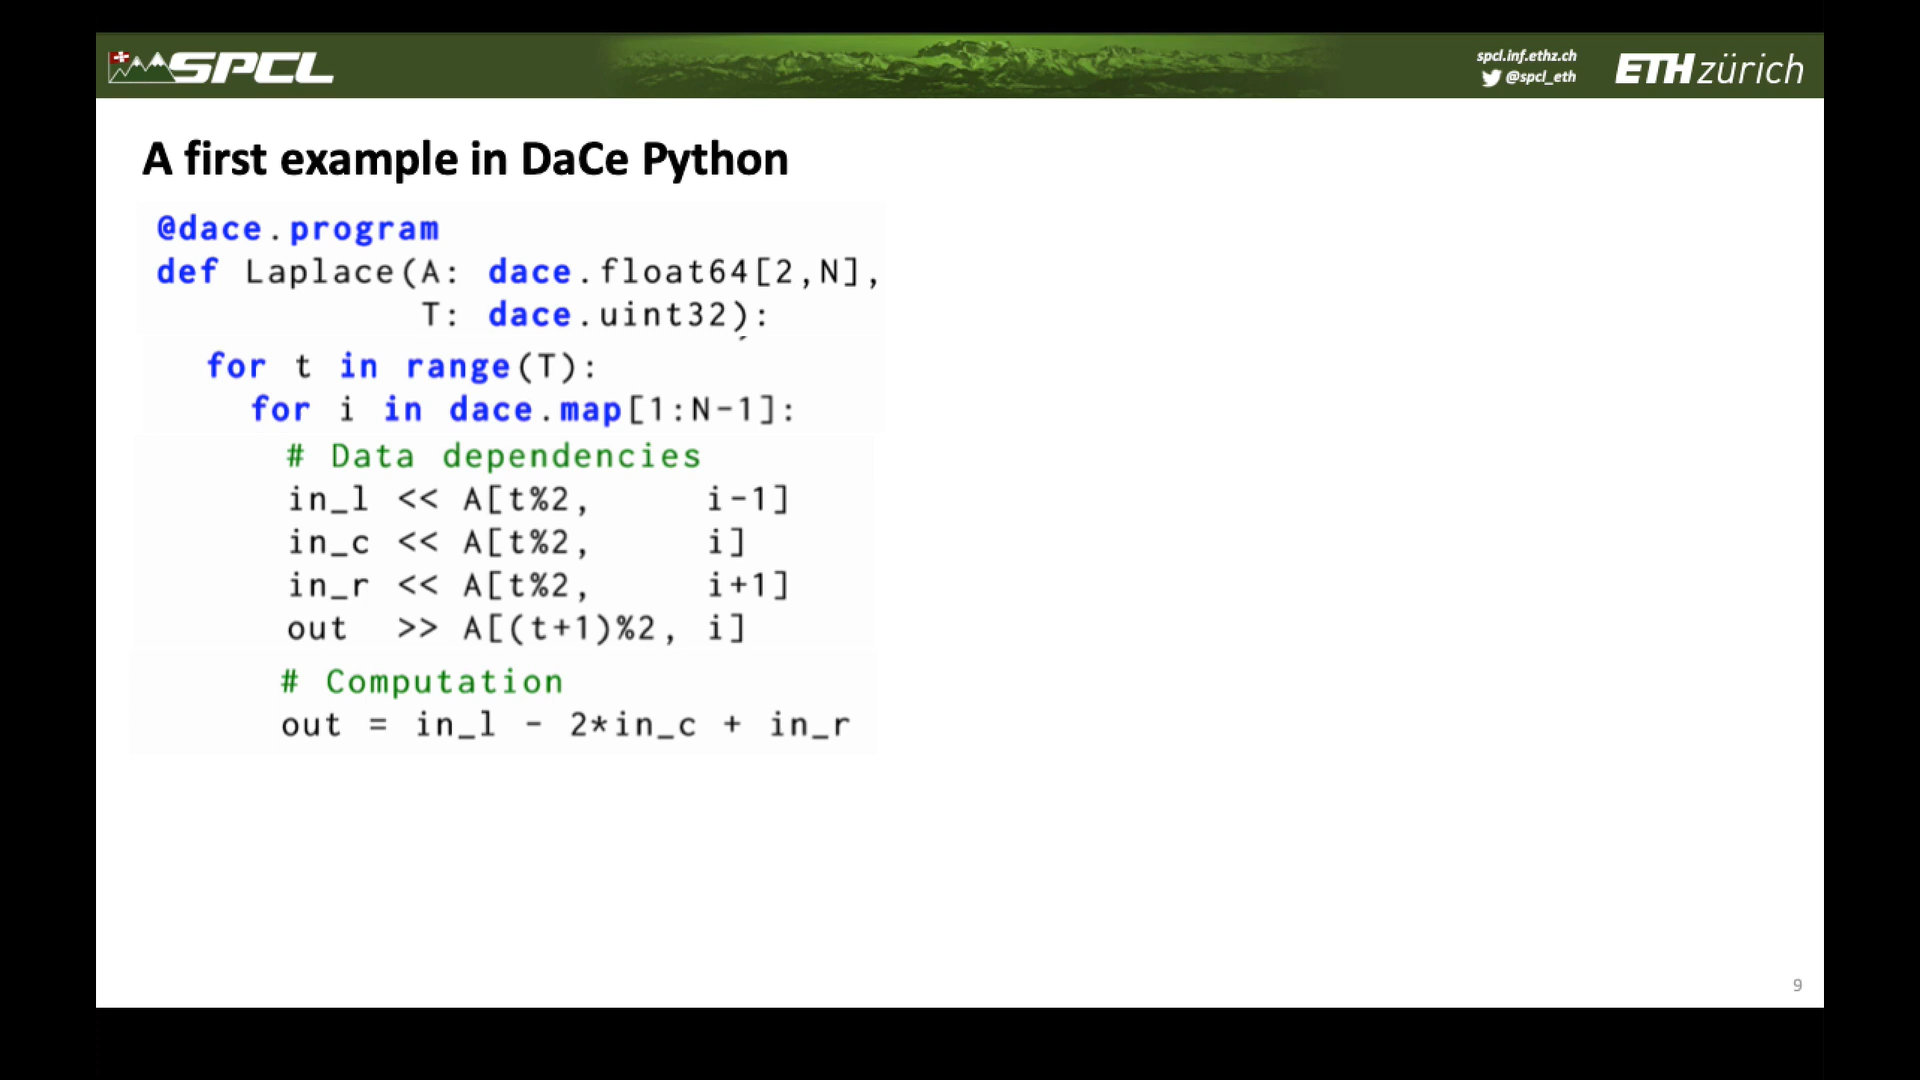 SPCL
spcl.inf.ethz.ch
@spcl_eth
ETH zürich
A first example in DaCe Python
@dace.program
def Laplace(A: dace.float64[2,N],
T: dace.uint32):
for t in range(T):
for i in dace.map[1:N-1]:
# Data dependencies
in_l << A[t%2, i-1]
in_c << A[t%2, i]
in_r << A[t%2, i+1]
out >> A[(t+1)%2, i]
# Computation
out = in_l - 2*in_c + in_r
9